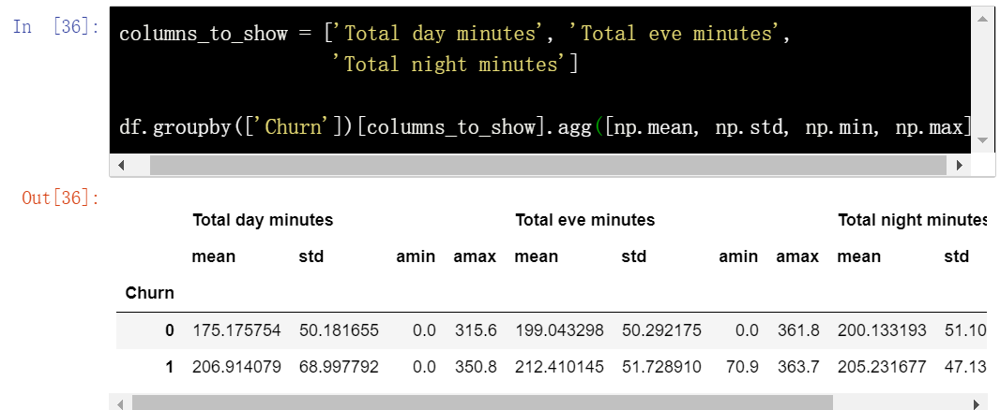 In [36]:
columns_to_show = ['Total day minutes', 'Total eve minutes',
'Total night minutes']
df.groupby(['Churn'])[columns_to_show].agg([np.mean, np.std, np.min, np.max]
Out[36]:
Total day minutes Total eve minutes Total night minutes
mean std amin amax mean std amin amax mean std
Churn
0 175.175754 50.181655 0.0 315.6 199.043298 50.292175 0.0 361.8 200.133193 51.10
1 206.914079 68.997792 0.0 350.8 212.410145 51.728910 70.9 363.7 205.231677 47.13